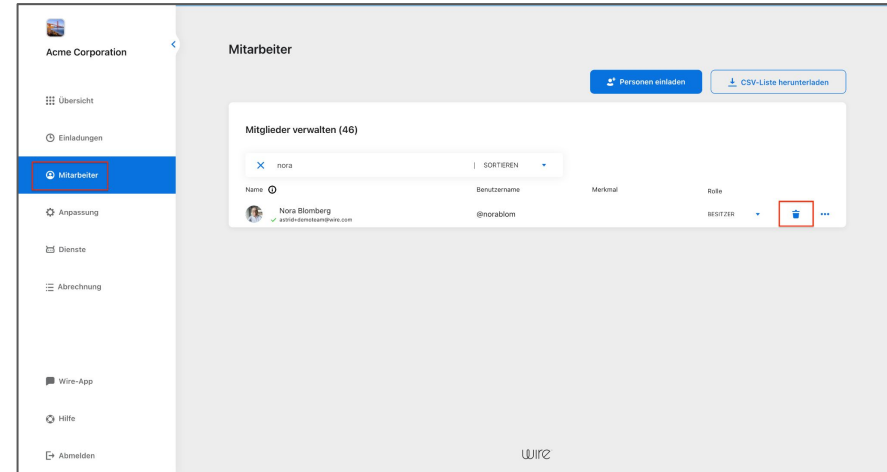 Acme Corporation
Übersicht
Einladungen
Mitarbeiter
Anpassung
Dienste
Abrechnung
Wire-App
Hilfe
Abmelden
Mitarbeiter
Personen einladen
CSV-Liste herunterladen
Mitglieder verwalten (46)
nora | SORTIEREN
Name Benutzername Merkmal Rolle
Nora Blomberg @norablom BESITZER
astrid+demoteam@wire.com
wire